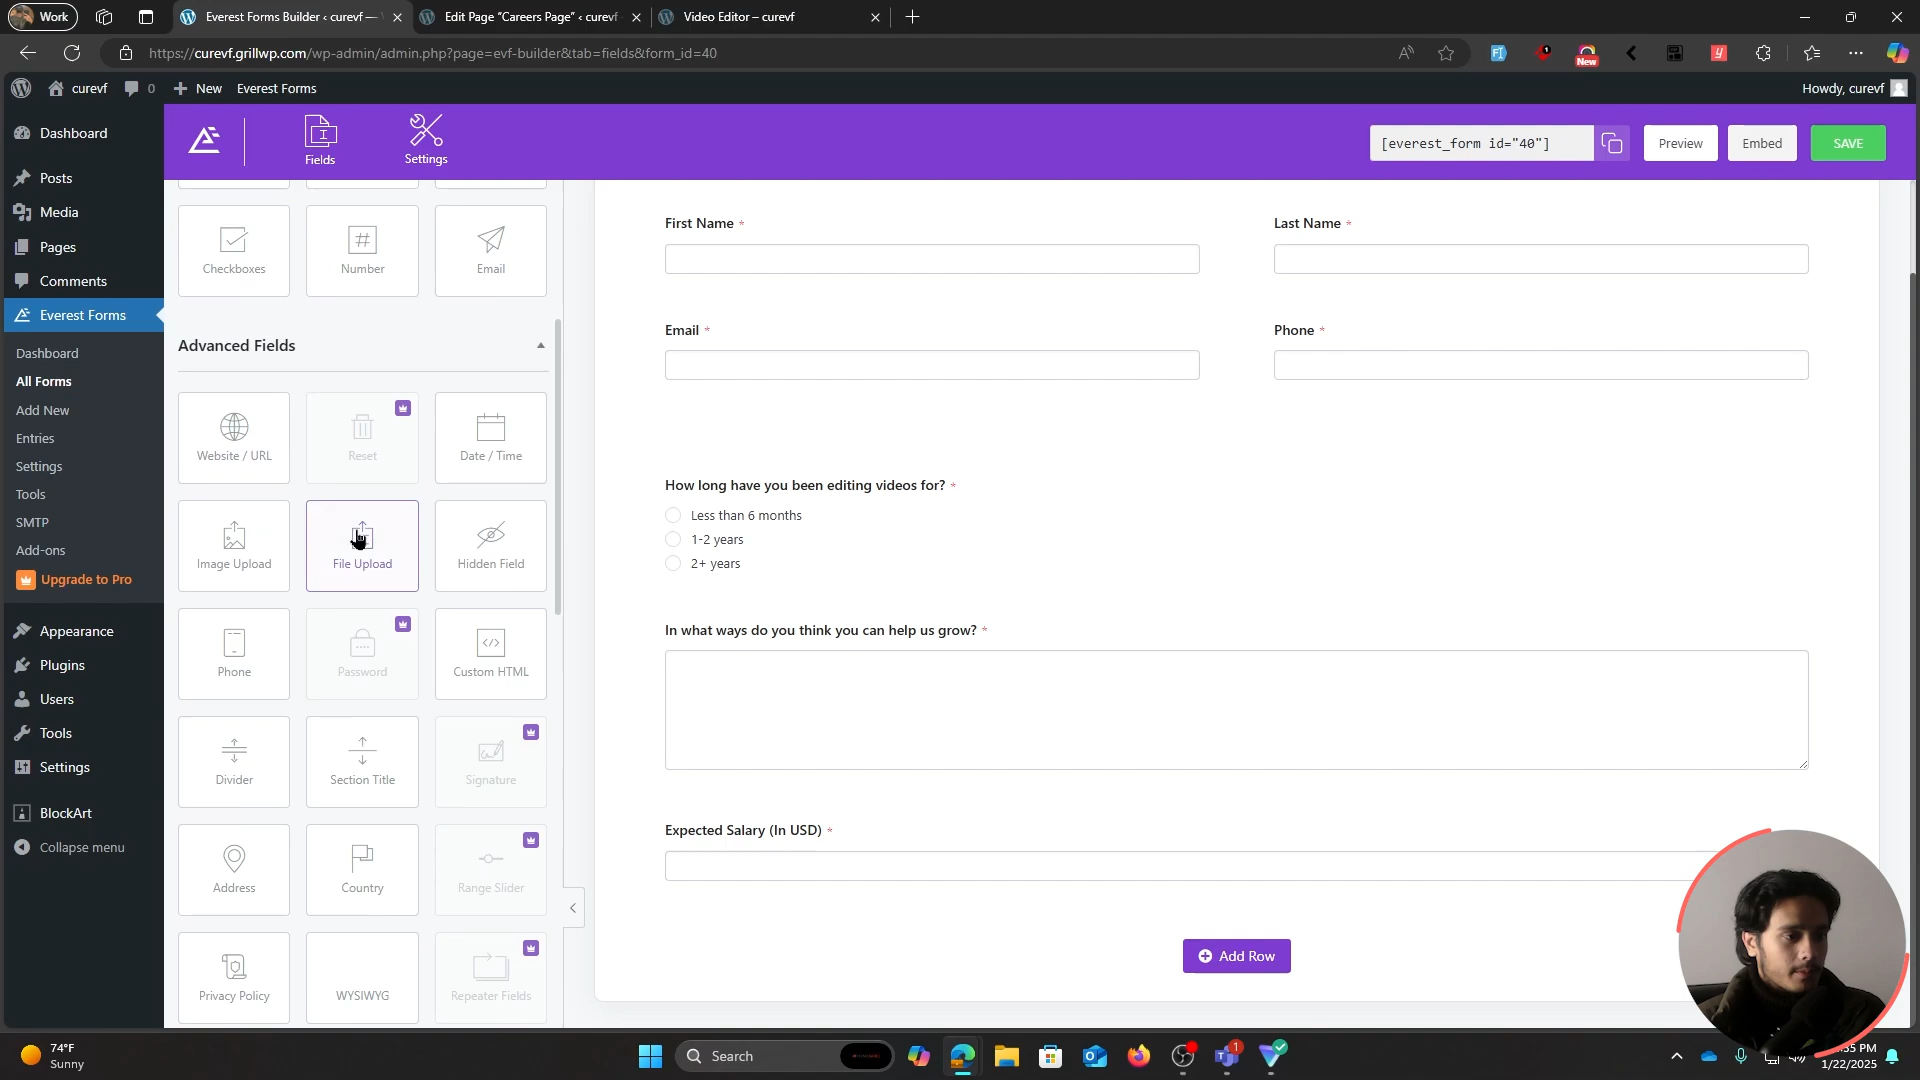 Work
Everest Forms Builder ‹ curevf —
Edit Page “Careers Page” ‹ curevf
Video Editor – curevf
https://curevf.grillwp.com/wp-admin/admin.php?page=evf-builder&tab=fields&form_id=40
New
curevf
0
New
Everest Forms
Howdy, curevf
Dashboard
Posts
Media
Pages
Comments
Everest Forms
Dashboard
All Forms
Add New
Entries
Settings
Tools
SMTP
Add-ons
Upgrade to Pro
Appearance
Plugins
Users
Tools
Settings
BlockArt
Collapse menu
Fields
Settings
[everest_form id="40"]
Preview
Embed
SAVE
Checkboxes
Number
Email
Advanced Fields
Website / URL
Reset
Date / Time
Image Upload
File Upload
Hidden Field
Phone
Password
Custom HTML
Divider
Section Title
Signature
Address
Country
Range Slider
Privacy Policy
WYSIWYG
Repeater Fields
First Name *
Last Name *
Email *
Phone *
How long have you been editing videos for? *
Less than 6 months
1-2 years
2+ years
In what ways do you think you can help us grow? *
Expected Salary (In USD) *
Add Row
74°F
Sunny
Search
1
35 PM
1/22/2025